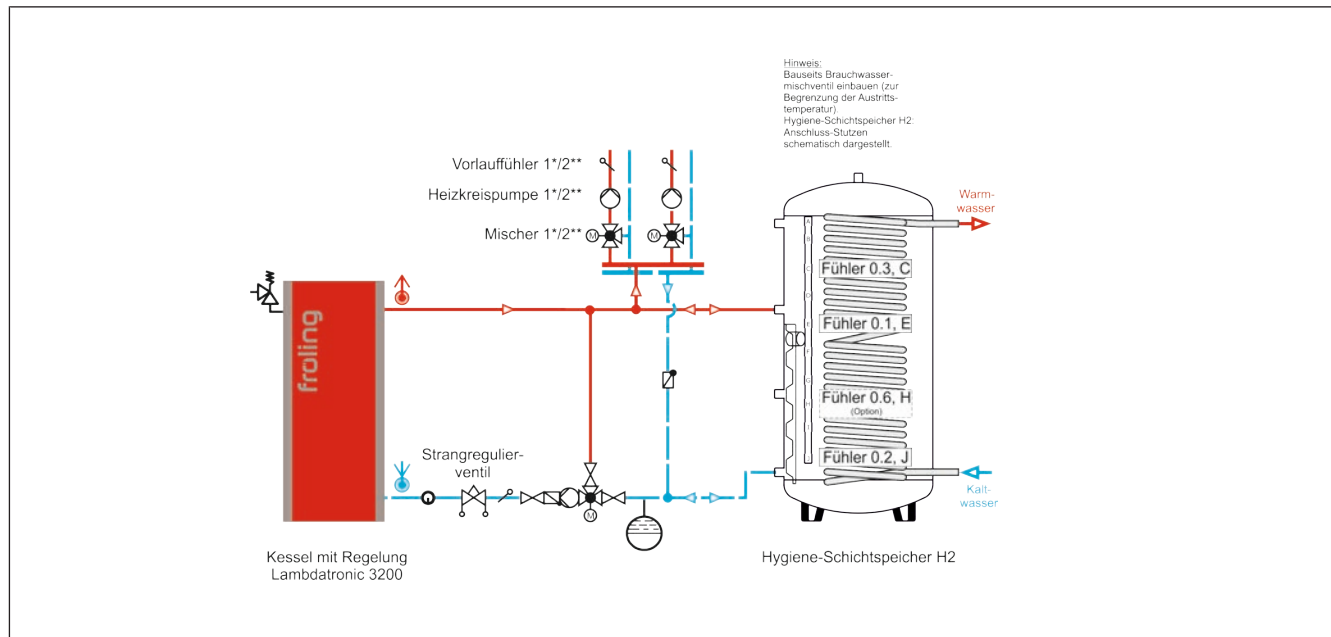 Hinweis:
Bauseits Brauchwasser-
mischventil einbauen (zur
Begrenzung der Austritts-
temperatur).
Hygiene-Schichtspeicher H2:
Anschluss-Stutzen
schematisch dargestellt.
Vorlauffühler 1*/2**
Heizkreispumpe 1*/2**
Mischer 1*/2**
M
M
Warm-
wasser
A
B
C
D
E
F
G
H
I
J
Fühler 0.3, C
Fühler 0.1, E
Fühler 0.6, H
(Option)
Fühler 0.2, J
froling
Strangregulier-
ventil
M
Kalt-
wasser
Kessel mit Regelung
Lambdatronic 3200
Hygiene-Schichtspeicher H2